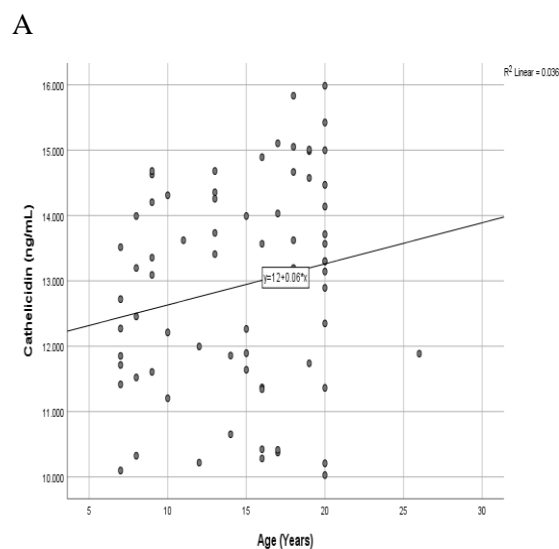 A
R² Linear = 0.036
16.000
15.000
14.000
13.000
12.000
11.000
10.000
Cathelicidin (ng/mL)
y=12+0.06*x
5 10 15 20 25 30
Age (Years)